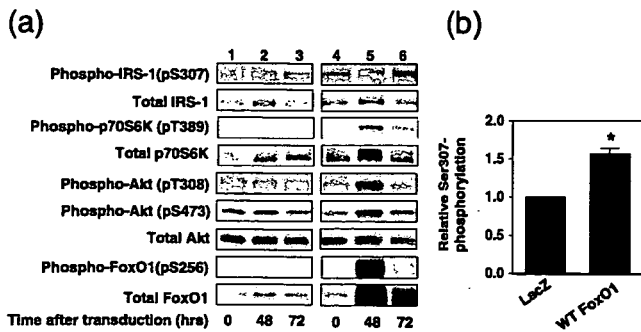 (a)
1 2 3 4 5 6
Phospho-IRS-1(pS307)
Total IRS-1
Phospho-p70S6K (pT389)
Total p70S6K
Phospho-Akt (pT308)
Phospho-Akt (pS473)
Total Akt
Phospho-FoxO1(pS256)
Total FoxO1
Time after transduction (hrs) 0 48 72 0 48 72
(b)
Relative Ser307-
phosphorylation
2.0
1.5
1.0
0.5
0.0
*
LacZ
WT FoxO1